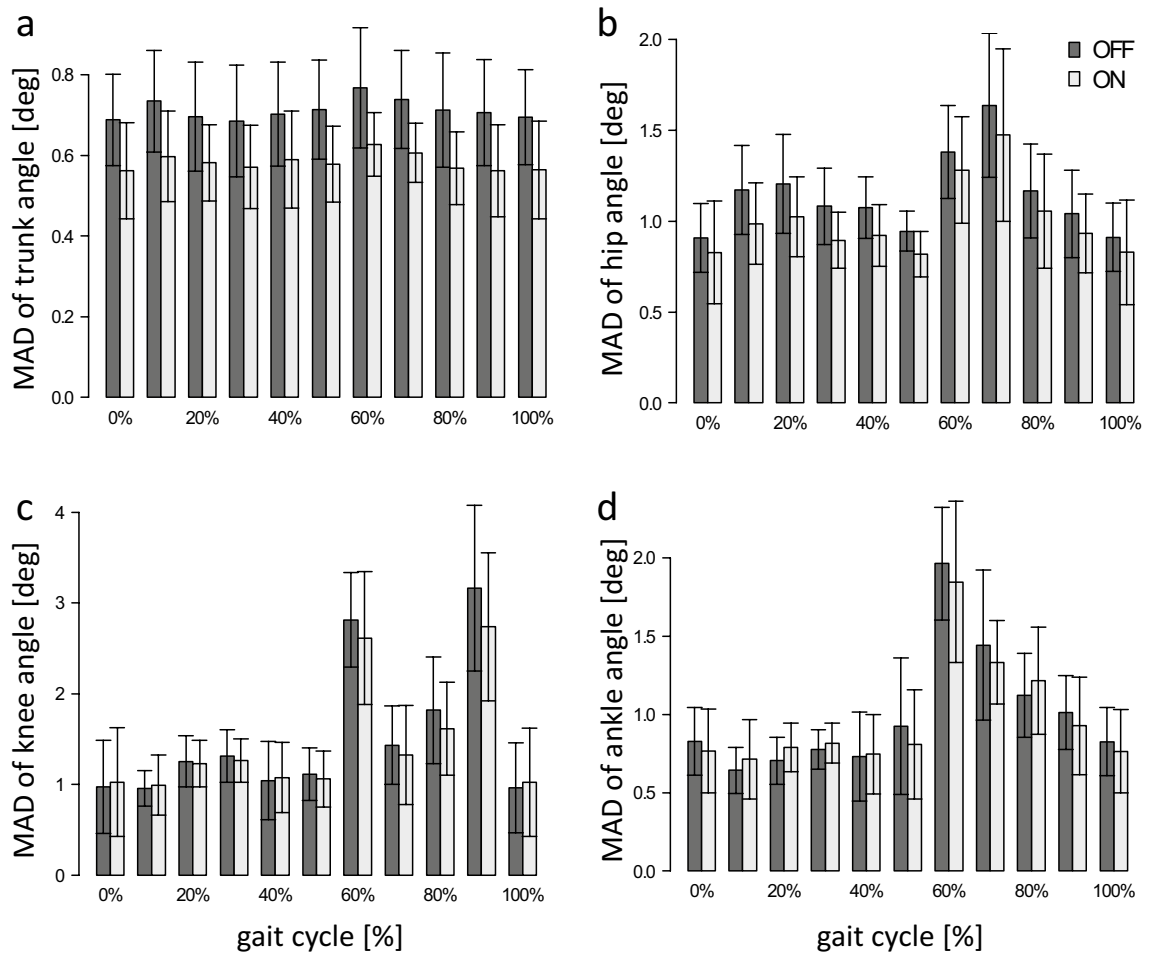 a
MAD of trunk angle [deg]
0.8
0.6
0.4
0.2
0.0
0% 20% 40% 60% 80% 100%
b
MAD of hip angle [deg]
2.0
1.5
1.0
0.5
0.0
0% 20% 40% 60% 80% 100%
OFF
ON
c
MAD of knee angle [deg]
4
3
2
1
0
0% 20% 40% 60% 80% 100%
gait cycle [%]
d
MAD of ankle angle [deg]
2.0
1.5
1.0
0.5
0.0
0% 20% 40% 60% 80% 100%
gait cycle [%]